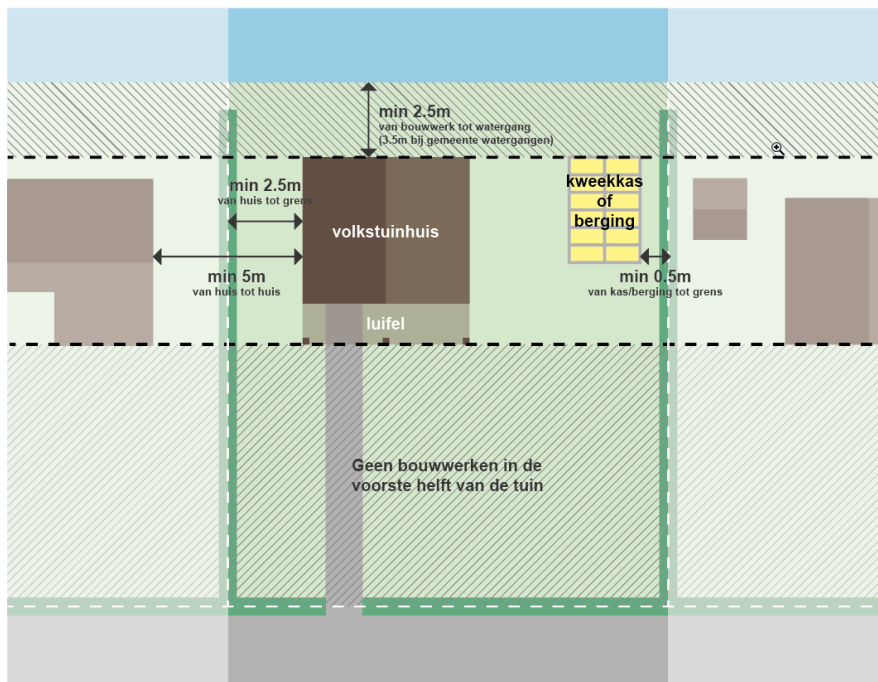 min 2.5m
van bouwwerk tot watergang
(3.5m bij gemeente watergangen)
min 2.5m
van huis tot grens
kweekkas
of
berging
volkstuinhuis
min 5m
van huis tot huis
min 0.5m
van kas/berging tot grens
luifel
Geen bouwwerken in de
voorste helft van de tuin